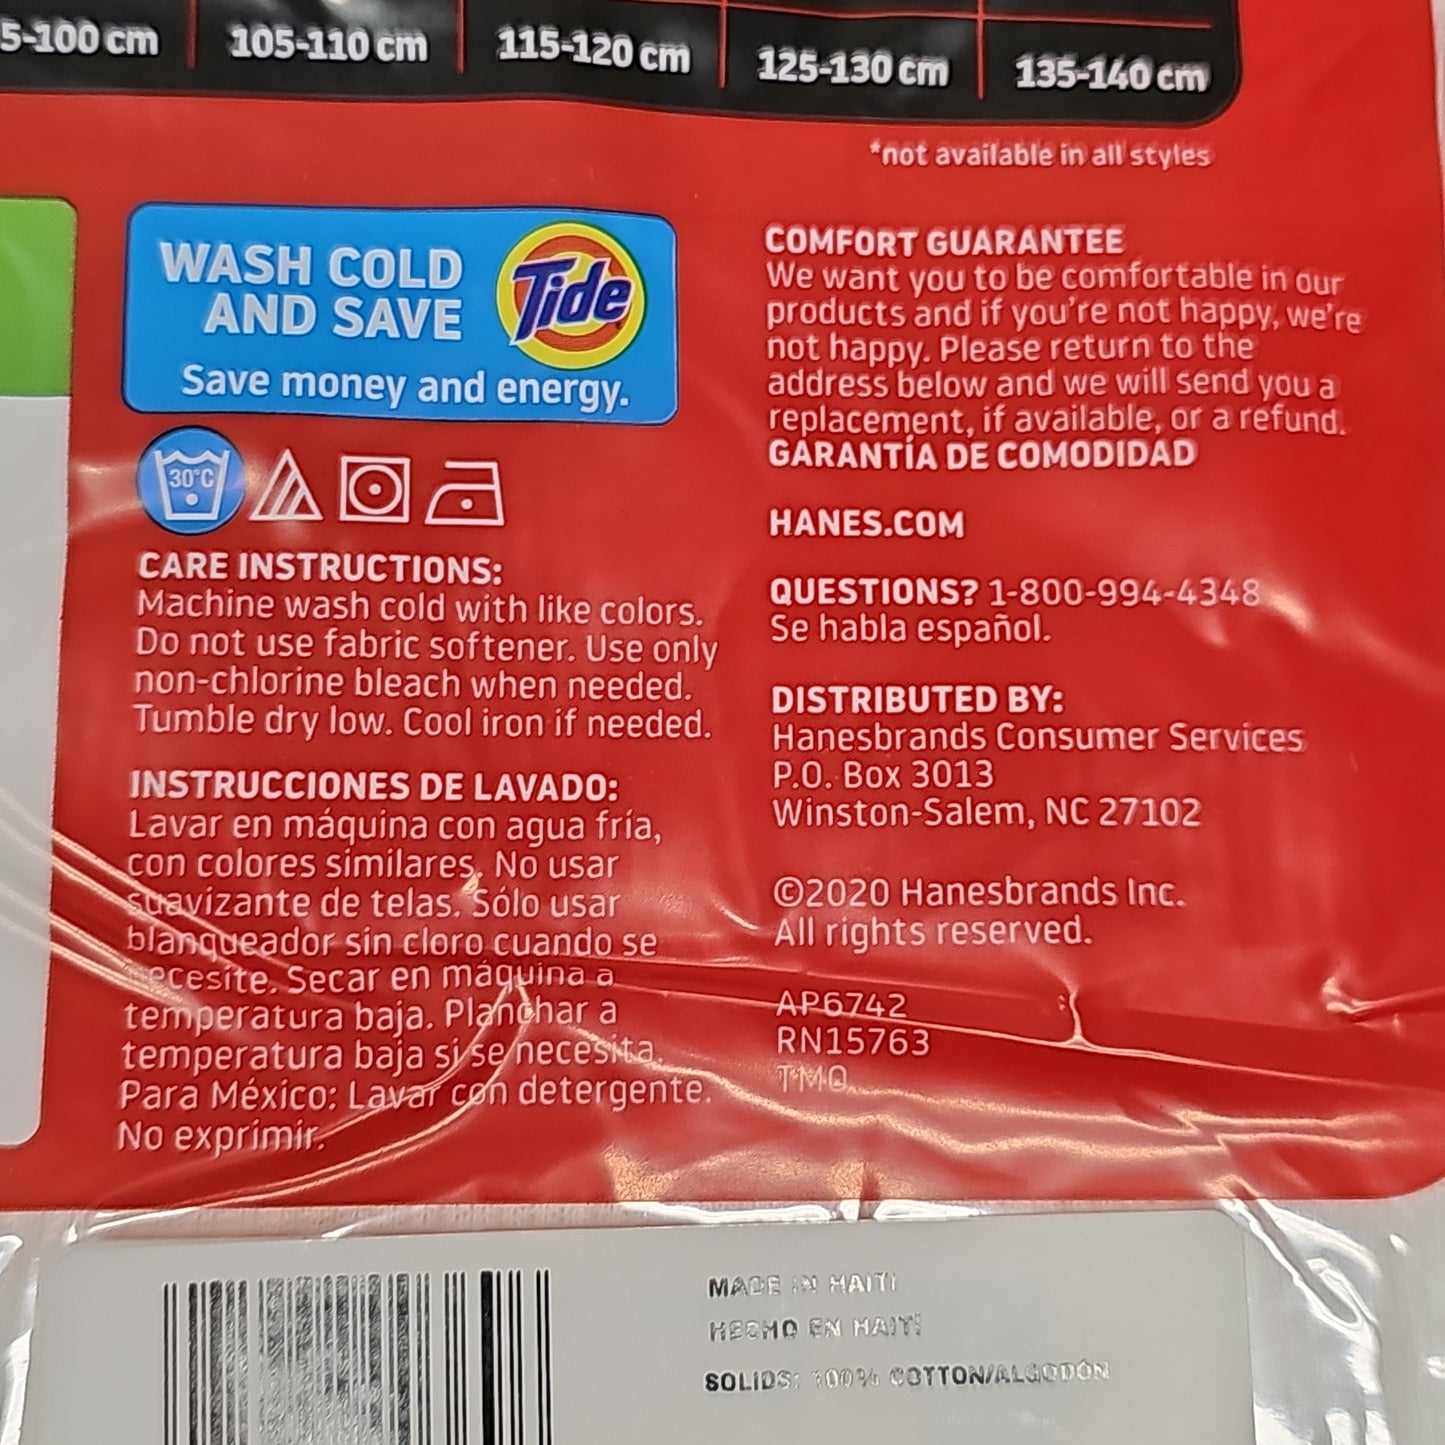 5-100 cm 105-110 cm 115-120 cm 125-130 cm 135-140 cm
*not available in all styles
WASH COLD
AND SAVE
Tide
Save money and energy.
30°C
CARE INSTRUCTIONS:
Machine wash cold with like colors.
Do not use fabric softener. Use only
non-chlorine bleach when needed.
Tumble dry low. Cool iron if needed.
INSTRUCCIONES DE LAVADO:
Lavar en máquina con agua fría,
con colores similares. No usar
suavizante de telas. Sólo usar
blanqueador sin cloro cuando se
necesite. Secar en máquina a
temperatura baja. Planchar a
temperatura baja si se necesita.
Para México: Lavar con detergente.
No exprimir.
COMFORT GUARANTEE
We want you to be comfortable in our
products and if you're not happy, we're
not happy. Please return to the
address below and we will send you a
replacement, if available, or a refund.
GARANTÍA DE COMODIDAD
HANES.COM
QUESTIONS? 1-800-994-4348
Se habla español.
DISTRIBUTED BY:
Hanesbrands Consumer Services
P.O. Box 3013
Winston-Salem, NC 27102
©2020 Hanesbrands Inc.
All rights reserved.
AP6742
RN15763
TMO
MADE IN HAITI
HECHO EN HAITÍ
SOLIDS: 100% COTTON/ALGODÓN